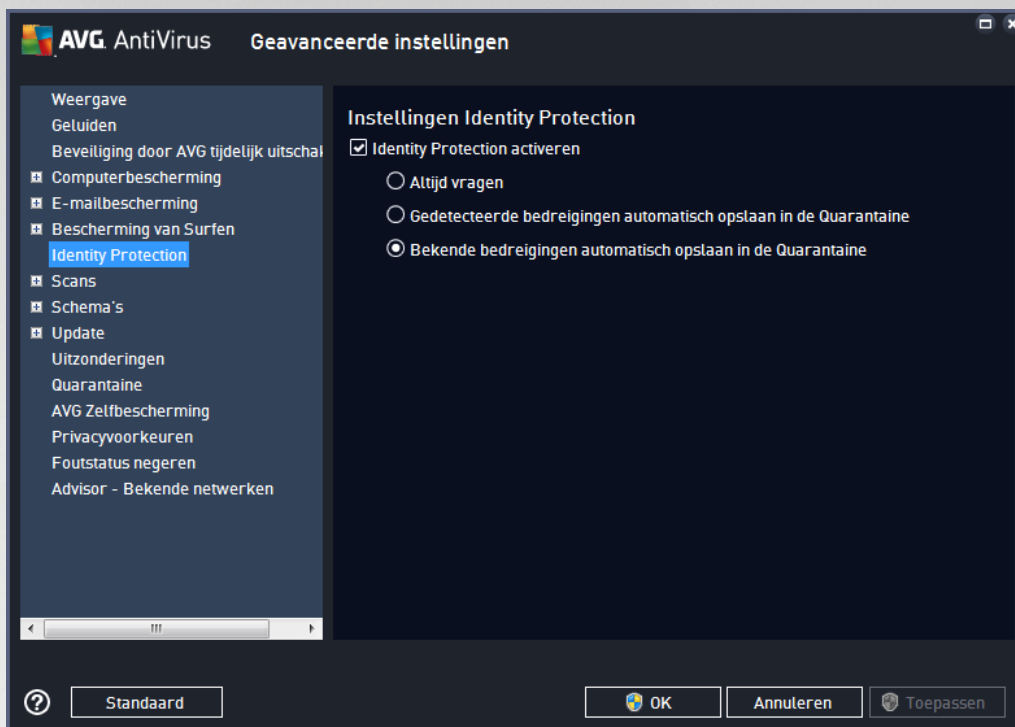 AVG AntiVirus Geavanceerde instellingen
Weergave
Geluiden
Beveiliging door AVG tijdelijk uitschak
Computerbescherming
E-mailbescherming
Bescherming van Surfen
Identity Protection
Scans
Schema's
Update
Uitzonderingen
Quarantaine
AVG Zelfbescherming
Privacyvoorkeuren
Foutstatus negeren
Advisor - Bekende netwerken
Instellingen Identity Protection
Identity Protection activeren
Altijd vragen
Gedetecteerde bedreigingen automatisch opslaan in de Quarantaine
Bekende bedreigingen automatisch opslaan in de Quarantaine
? Standaard OK Annuleren Toepassen